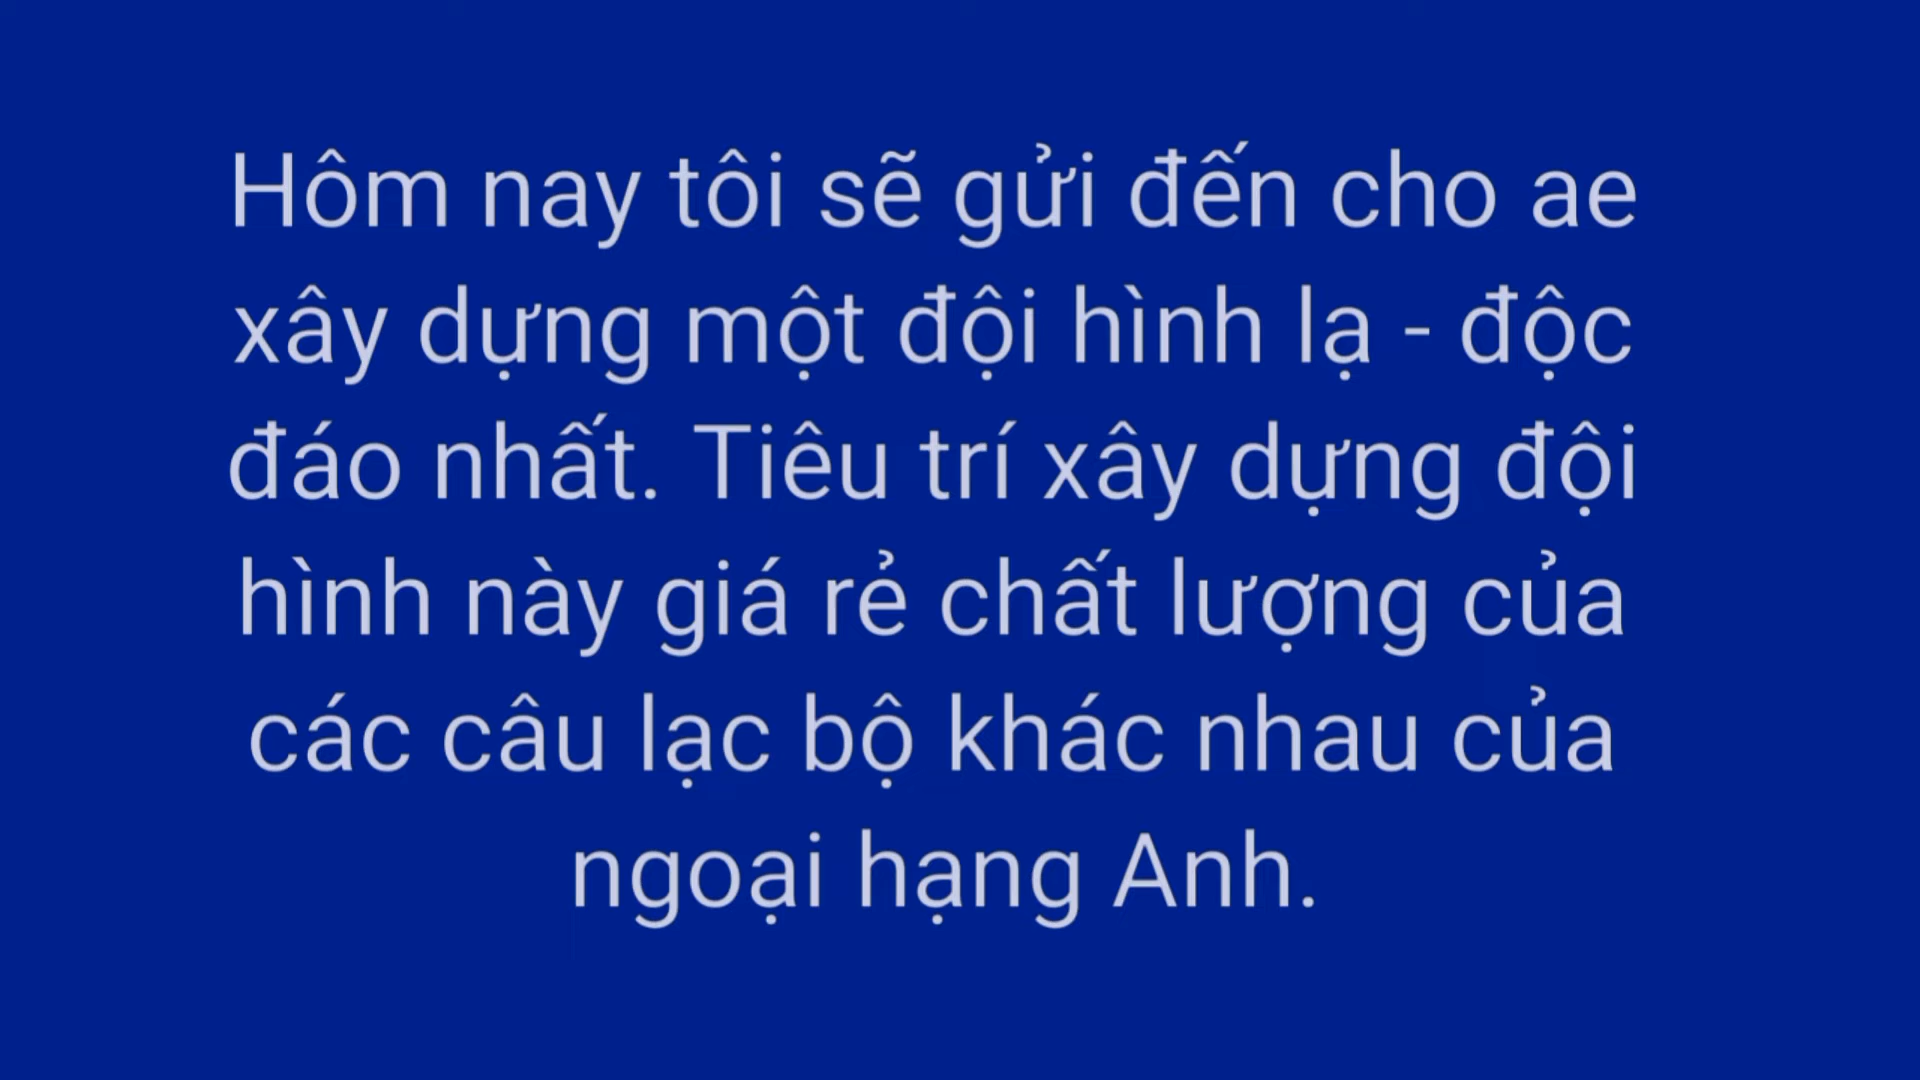 Hôm nay tôi sẽ gửi đến cho ae
xây dựng một đội hình lạ - độc
đáo nhất. Tiêu trí xây dựng đội
hình này giá rẻ chất lượng của
các câu lạc bộ khác nhau của
ngoại hạng Anh.